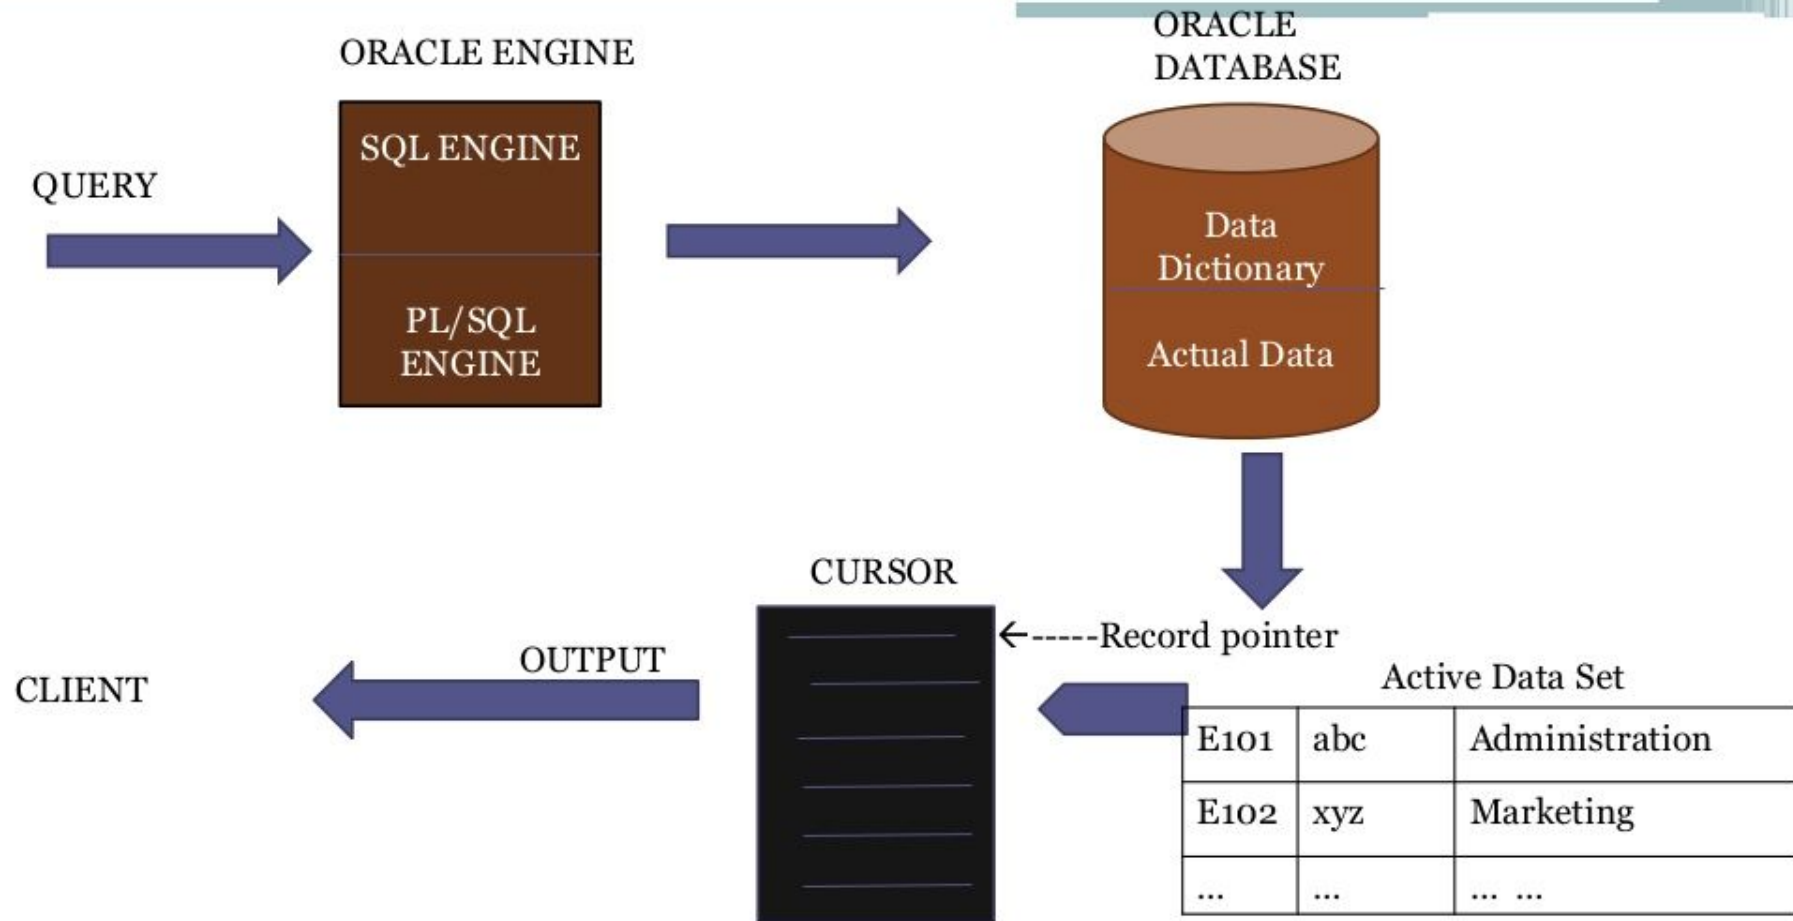 ORACLE ENGINE
ORACLE
DATABASE
SQL ENGINE
QUERY
PL/SQL
ENGINE
Data
Dictionary
Actual Data
CURSOR
←-----Record pointer
OUTPUT
CLIENT
Active Data Set
E101 abc Administration
E102 xyz Marketing
... ... ... ...